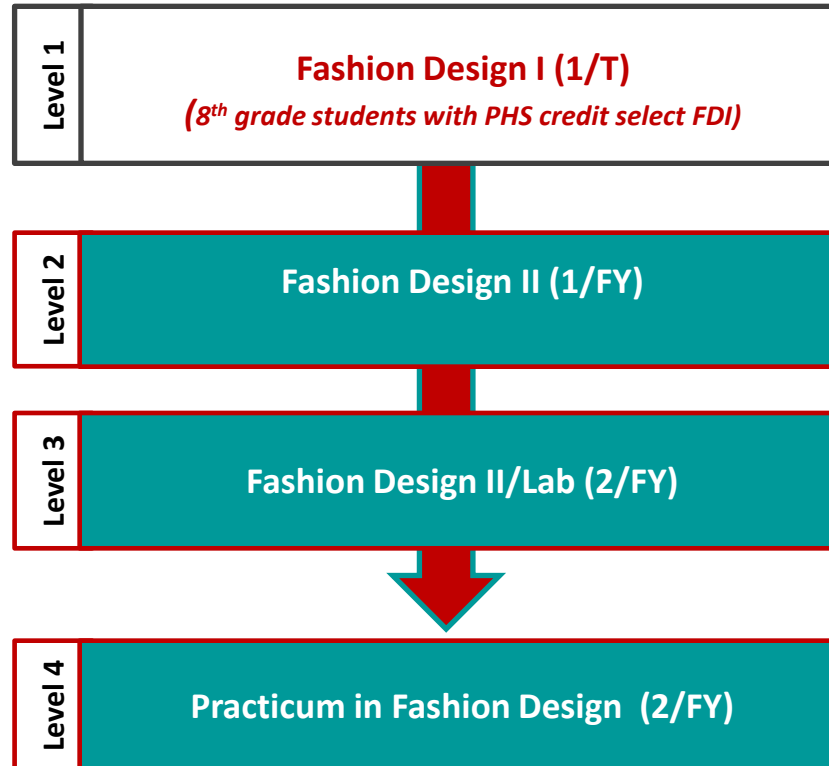 Level 1
Fashion Design I (1/T)
(8th grade students with PHS credit select FDI)
Level 2
Fashion Design II (1/FY)
Level 3
Fashion Design II/Lab (2/FY)
Level 4
Practicum in Fashion Design (2/FY)